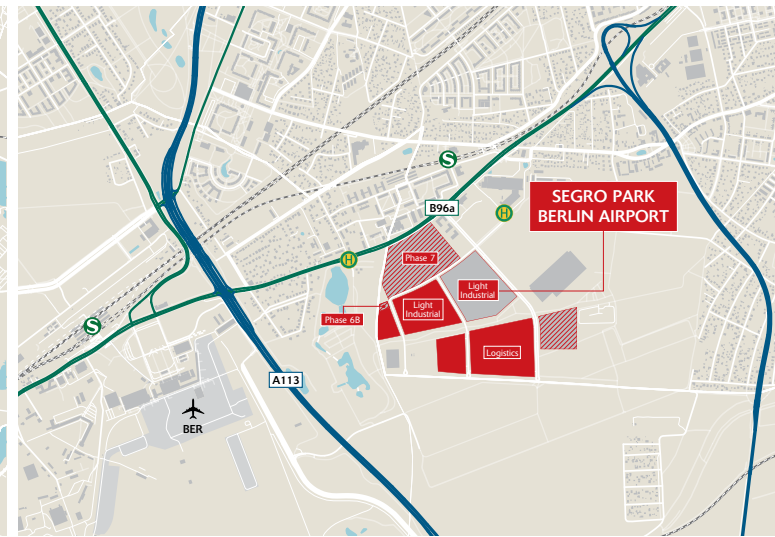 S
SEGRO PARK
BERLIN AIRPORT
B96a
H
H
Phase 7
Light
Industrial
Light
Industrial
Phase 6B
S
Logistics
A113
BER